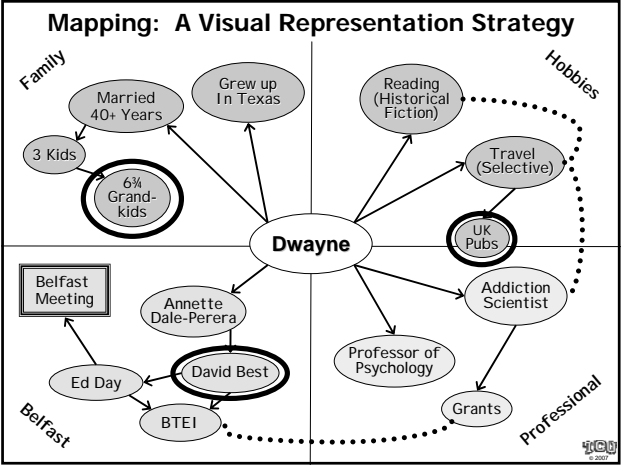 Mapping: A Visual Representation Strategy
Family
Married
40+ Years
Grew up
In Texas
3 Kids
6¾
Grand-
kids
Hobbies
Reading
(Historical
Fiction)
Travel
(Selective)
UK
Pubs
Dwayne
Belfast
Meeting
Annette
Dale-Perera
Ed Day
David Best
BTEI
Belfast
Addiction
Scientist
Professor of
Psychology
Grants
Professional
TCU
© 2007